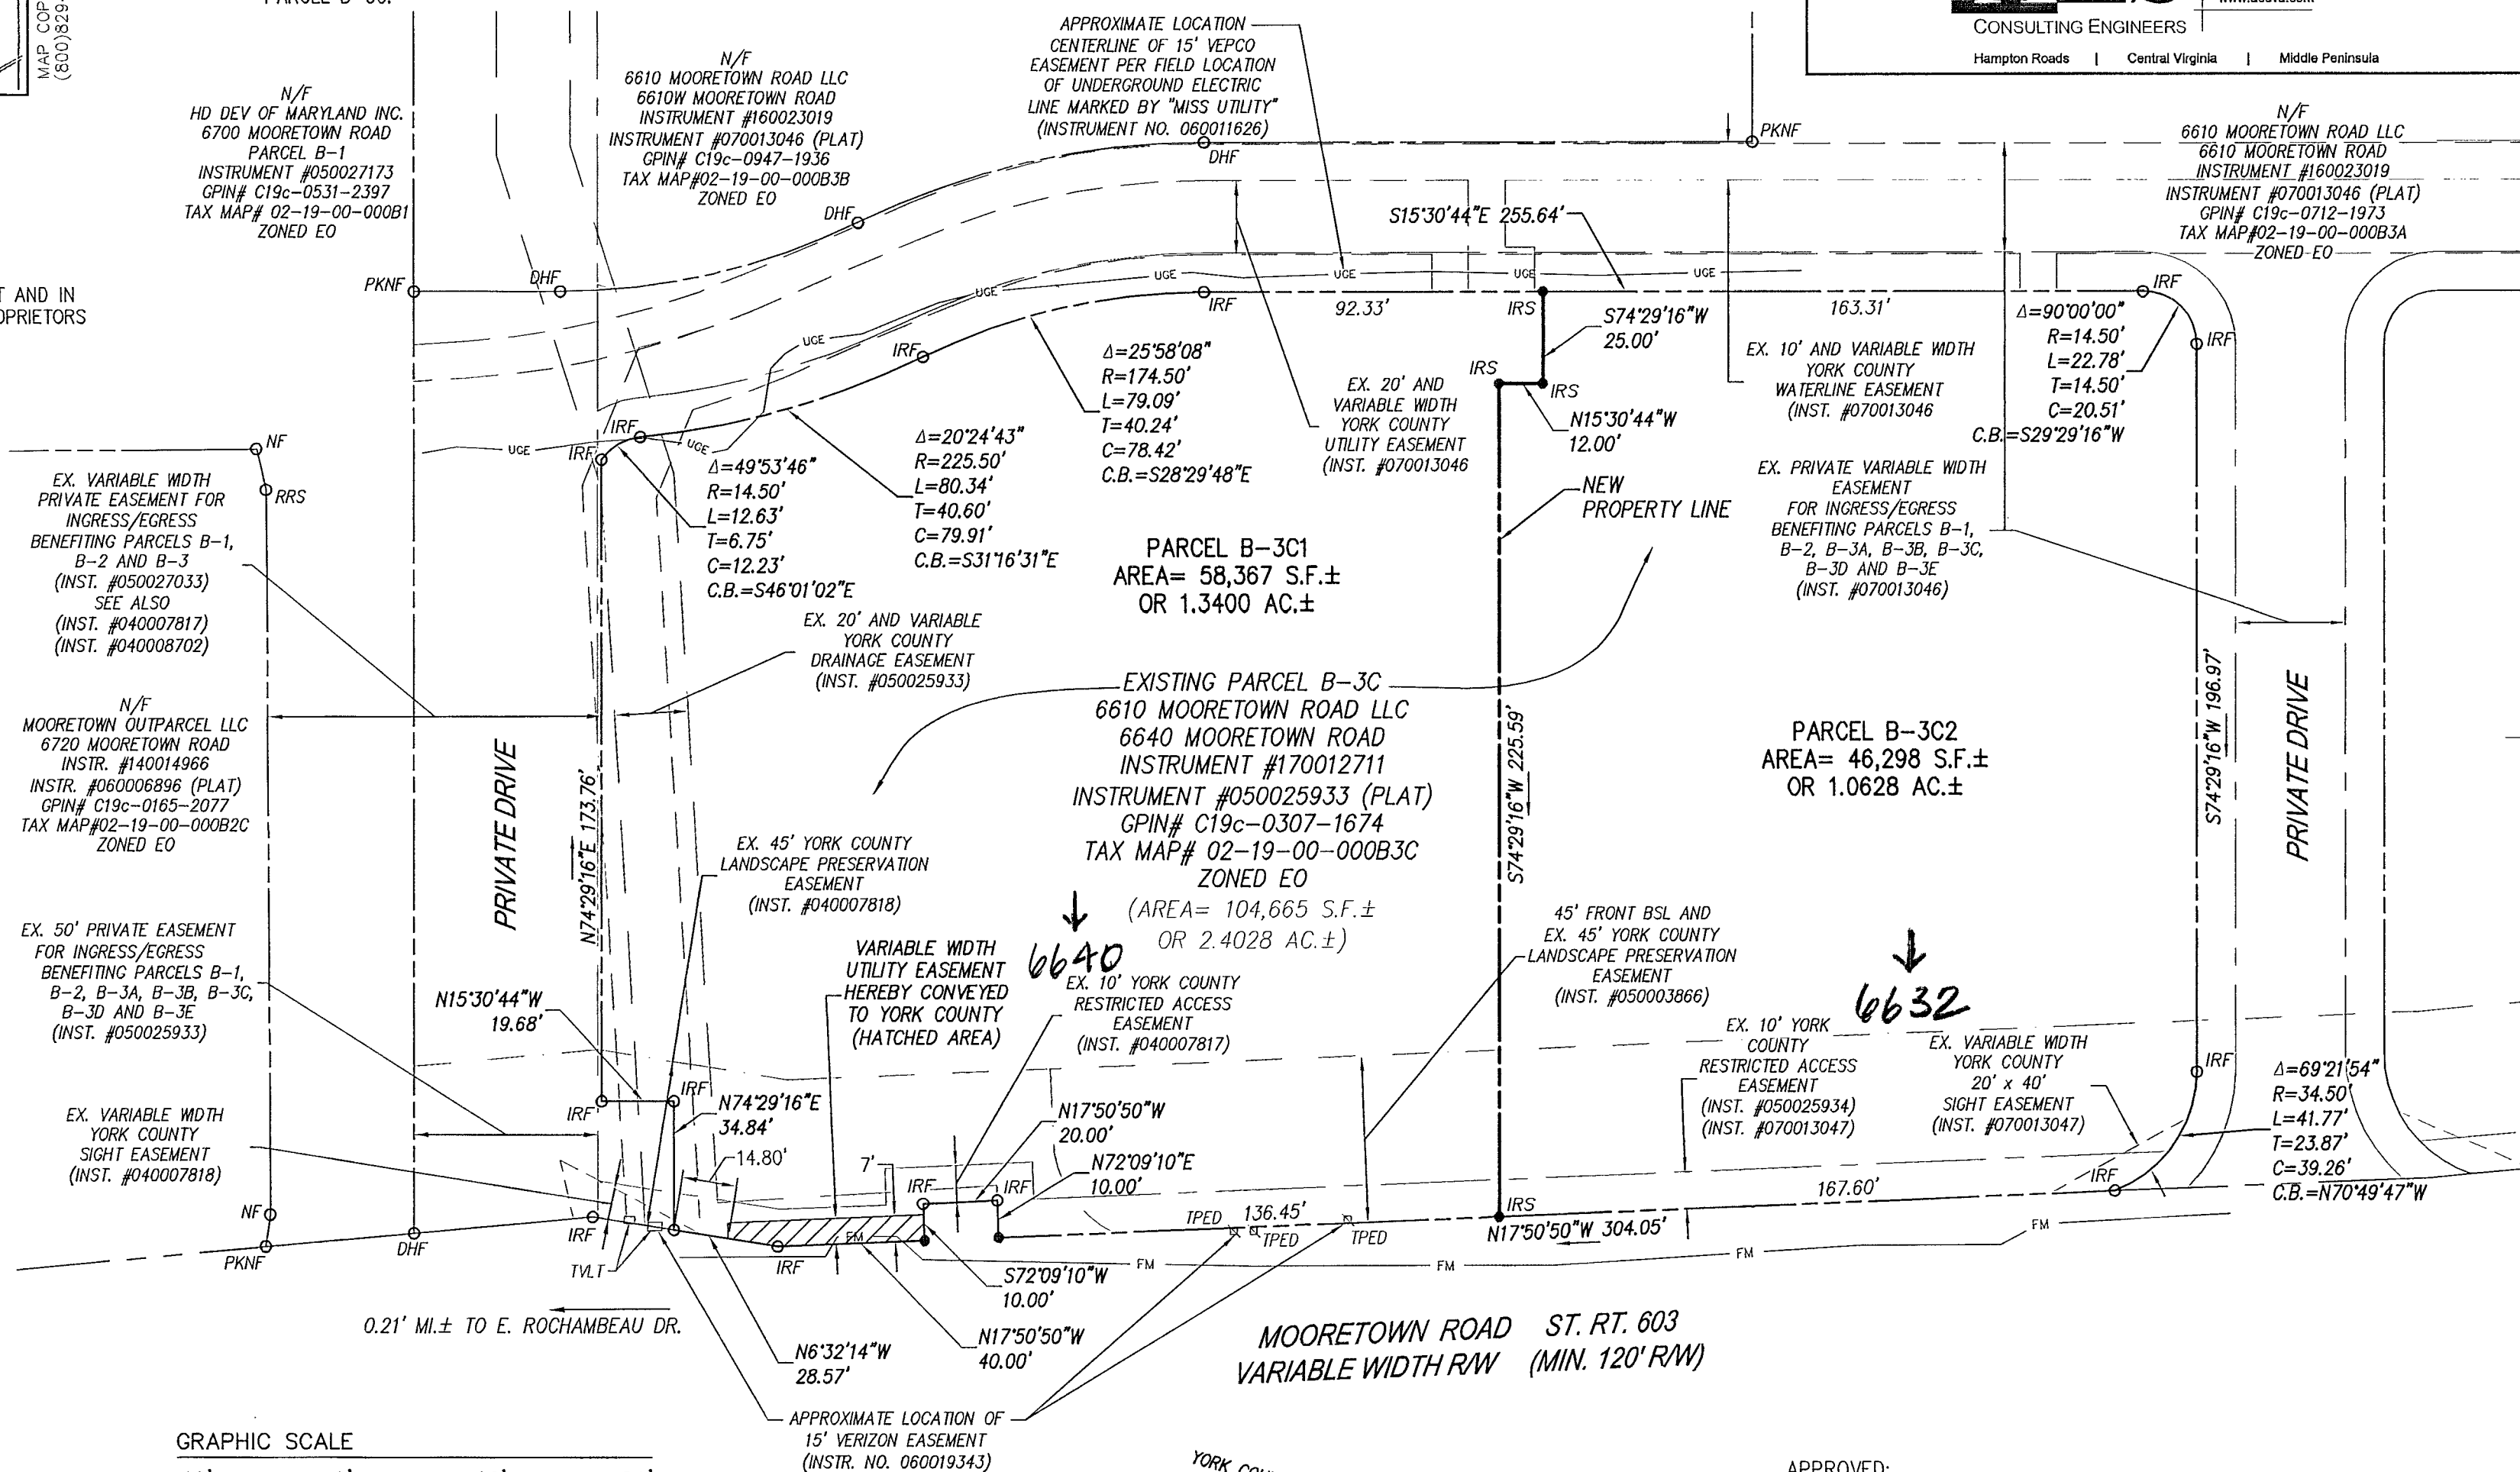 MAP COP
(800)829-
CONSULTING ENGINEERS
Hampton Roads | Central Virginia | Middle Peninsula
N/F
HD DEV OF MARYLAND INC.
6700 MOORETOWN ROAD
PARCEL B-1
INSTRUMENT #050027173
GPIN# C19c-0531-2397
TAX MAP# 02-19-00-000B1
ZONED EO
N/F
6610 MOORETOWN ROAD LLC
6610W MOORETOWN ROAD
INSTRUMENT #160023019
INSTRUMENT #070013046 (PLAT)
GPIN# C19c-0947-1936
TAX MAP#02-19-00-000B3B
ZONED EO
APPROXIMATE LOCATION
CENTERLINE OF 15' VEPCO
EASEMENT PER FIELD LOCATION
OF UNDERGROUND ELECTRIC
LINE MARKED BY "MISS UTILITY"
(INSTRUMENT NO. 060011626)
N/F
6610 MOORETOWN ROAD LLC
6610 MOORETOWN ROAD
INSTRUMENT #160023019
INSTRUMENT #070013046 (PLAT)
GPIN# C19c-0712-1973
TAX MAP#02-19-00-000B3A
ZONED EO
PKNF
DHF
DHF
DHF
PKNF
T AND IN
OPRIETORS
S15°30'44"E 255.64'
UGE
UGE
UGE
UGE
UGE
UGE
UGE
UGE
IRF
92.33'
IRS
163.31'
IRF
IRF
S74°29'16"W
25.00'
IRS
IRS
N15°30'44"W
12.00'
Δ=90°00'00"
R=14.50'
L=22.78'
T=14.50'
C=20.51'
C.B.=S29°29'16"W
EX. 10' AND VARIABLE WIDTH
YORK COUNTY
WATERLINE EASEMENT
(INST. #070013046
EX. 20' AND
VARIABLE WIDTH
YORK COUNTY
UTILITY EASEMENT
(INST. #070013046
Δ=25°58'08"
R=174.50'
L=79.09'
T=40.24'
C=78.42'
C.B.=S28°29'48"E
IRF
Δ=20°24'43"
R=225.50'
L=80.34'
T=40.60'
C=79.91'
C.B.=S31°16'31"E
IRF
IRF
Δ=49°53'46"
R=14.50'
L=12.63'
T=6.75'
C=12.23'
C.B.=S46°01'02"E
NF
RRS
EX. VARIABLE WIDTH
PRIVATE EASEMENT FOR
INGRESS/EGRESS
BENEFITING PARCELS B-1,
B-2 AND B-3
(INST. #050027033)
SEE ALSO
(INST. #040007817)
(INST. #040008702)
NEW
PROPERTY LINE
EX. PRIVATE VARIABLE WIDTH
EASEMENT
FOR INGRESS/EGRESS
BENEFITING PARCELS B-1,
B-2, B-3A, B-3B, B-3C,
B-3D AND B-3E
(INST. #070013046)
PARCEL B-3C1
AREA= 58,367 S.F.±
OR 1.3400 AC.±
EX. 20' AND VARIABLE
YORK COUNTY
DRAINAGE EASEMENT
(INST. #050025933)
EXISTING PARCEL B-3C
6610 MOORETOWN ROAD LLC
6640 MOORETOWN ROAD
INSTRUMENT #170012711
INSTRUMENT #050025933 (PLAT)
GPIN# C19c-0307-1674
TAX MAP# 02-19-00-000B3C
ZONED EO
(AREA= 104,665 S.F.±
OR 2.4028 AC.±)
N/F
MOORETOWN OUTPARCEL LLC
6720 MOORETOWN ROAD
INSTR. #140014966
INSTR. #060006896 (PLAT)
GPIN# C19c-0165-2077
TAX MAP#02-19-00-000B2C
ZONED EO
PRIVATE DRIVE
N74°29'16"E 173.76'
S74°29'16"W 225.59'
PARCEL B-3C2
AREA= 46,298 S.F.±
OR 1.0628 AC.±
S74°29'16"W 196.97'
PRIVATE DRIVE
EX. 45' YORK COUNTY
LANDSCAPE PRESERVATION
EASEMENT
(INST. #040007818)
VARIABLE WIDTH
UTILITY EASEMENT
HEREBY CONVEYED
TO YORK COUNTY
(HATCHED AREA)
6640
EX. 10' YORK COUNTY
RESTRICTED ACCESS
EASEMENT
(INST. #040007817)
45' FRONT BSL AND
EX. 45' YORK COUNTY
LANDSCAPE PRESERVATION
EASEMENT
(INST. #050003866)
6632
EX. 50' PRIVATE EASEMENT
FOR INGRESS/EGRESS
BENEFITING PARCELS B-1,
B-2, B-3A, B-3B, B-3C,
B-3D AND B-3E
(INST. #050025933)
N15°30'44"W
19.68'
EX. 10' YORK
COUNTY
RESTRICTED ACCESS
EASEMENT
(INST. #050025934)
(INST. #070013047)
EX. VARIABLE WIDTH
YORK COUNTY
20' x 40'
SIGHT EASEMENT
(INST. #070013047)
IRF
Δ=69°21'54"
R=34.50'
L=41.77'
T=23.87'
C=39.26'
C.B.=N70°49'47"W
EX. VARIABLE WIDTH
YORK COUNTY
SIGHT EASEMENT
(INST. #040007818)
IRF
IRF
N74°29'16"E
34.84'
14.80'
7'
N17°50'50"W
20.00'
N72°09'10"E
10.00'
IRF
IRF
NF
PKNF
DHF
IRF
TVLT
IRF
FM
TPED
136.45'
TPED
TPED
IRS
167.60'
IRF
N17°50'50"W 304.05'
FM
FM
FM
FM
S72°09'10"W
10.00'
N17°50'50"W
40.00'
N6°32'14"W
28.57'
0.21' MI.± TO E. ROCHAMBEAU DR.
MOORETOWN ROAD ST. RT. 603
VARIABLE WIDTH R/W (MIN. 120' R/W)
APPROXIMATE LOCATION OF
15' VERIZON EASEMENT
(INSTR. NO. 060019343)
GRAPHIC SCALE
YORK COU
APPROVED: